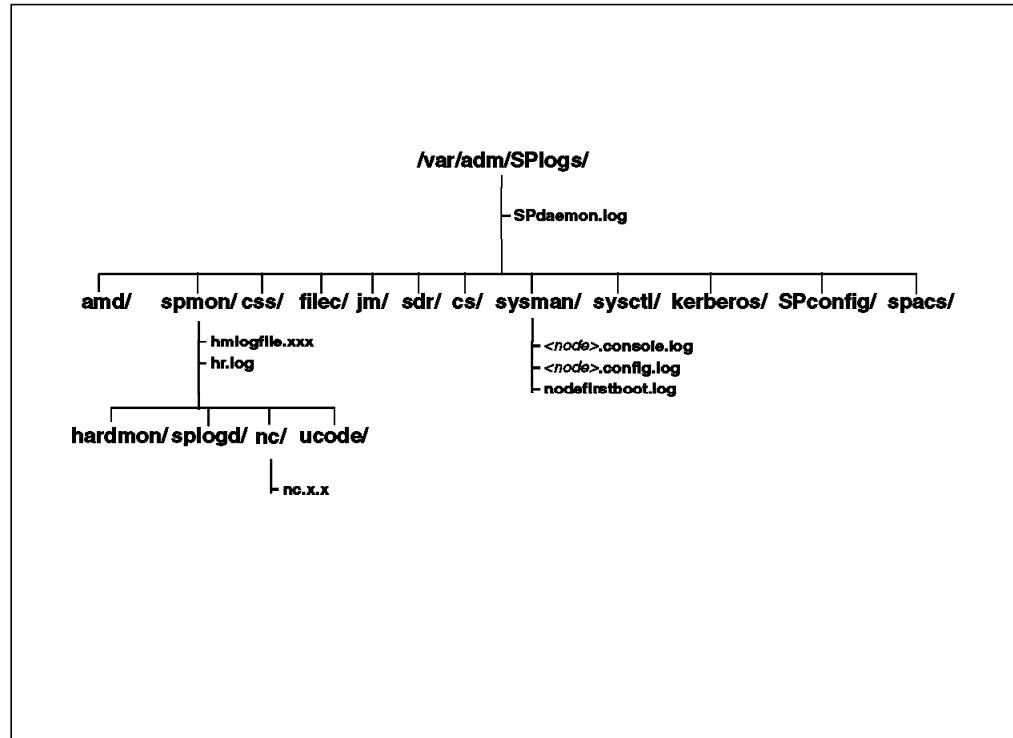 /var/adm/SPlogs/
SPdaemon.log
amd/ spmon/ css/ filec/ jm/ sdr/ cs/ sysman/ sysctl/ kerberos/ SPconfig/ spacs/
hmlogfile.xxx
hr.log
<node>.console.log
<node>.config.log
nodefirstboot.log
hardmon/ splogd/ nc/ ucode/
nc.x.x